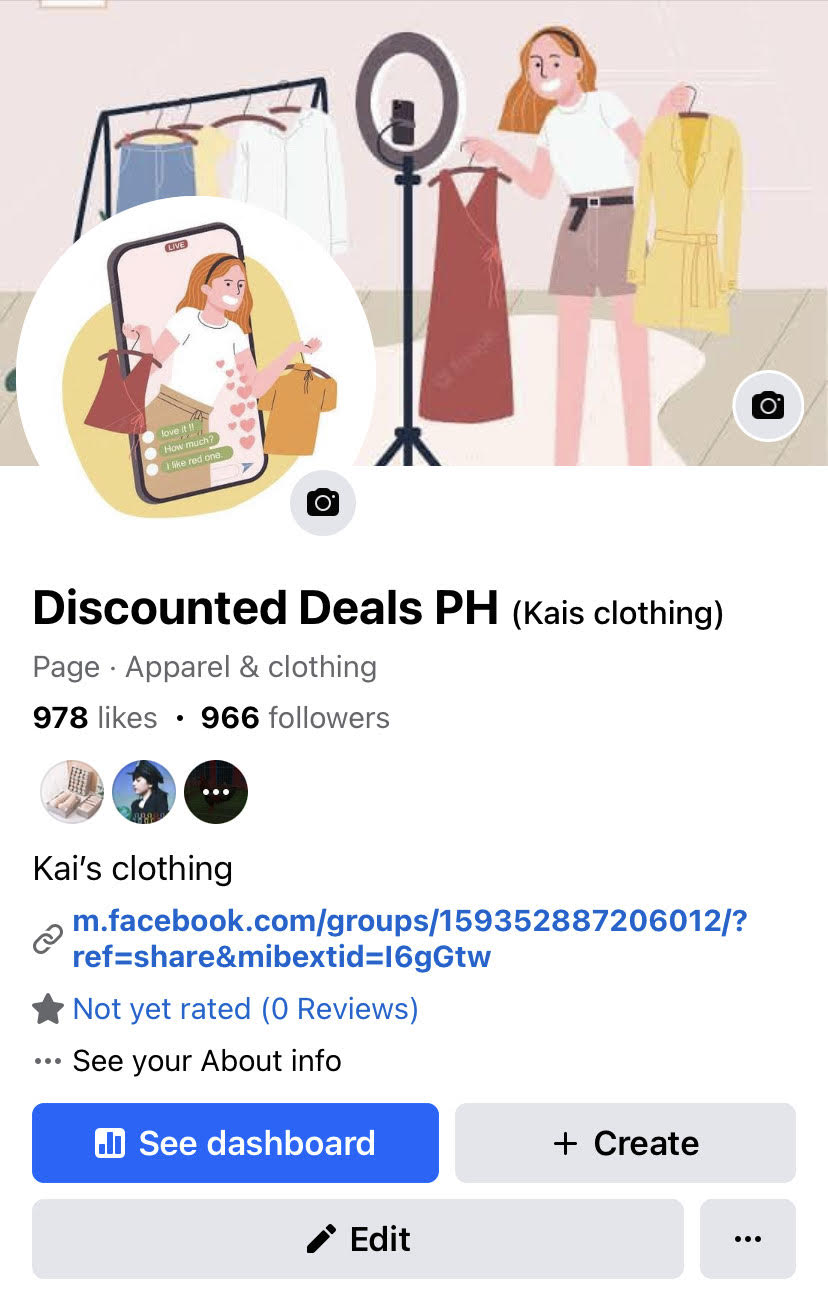 LIVE
love it !!
How much?
I like red one
Discounted Deals PH (Kais clothing)
Page · Apparel & clothing
978 likes • 966 followers
Kai’s clothing
m.facebook.com/groups/159352887206012/?
ref=share&mibextid=I6gGtw
Not yet rated (0 Reviews)
See your About info
See dashboard
+ Create
Edit